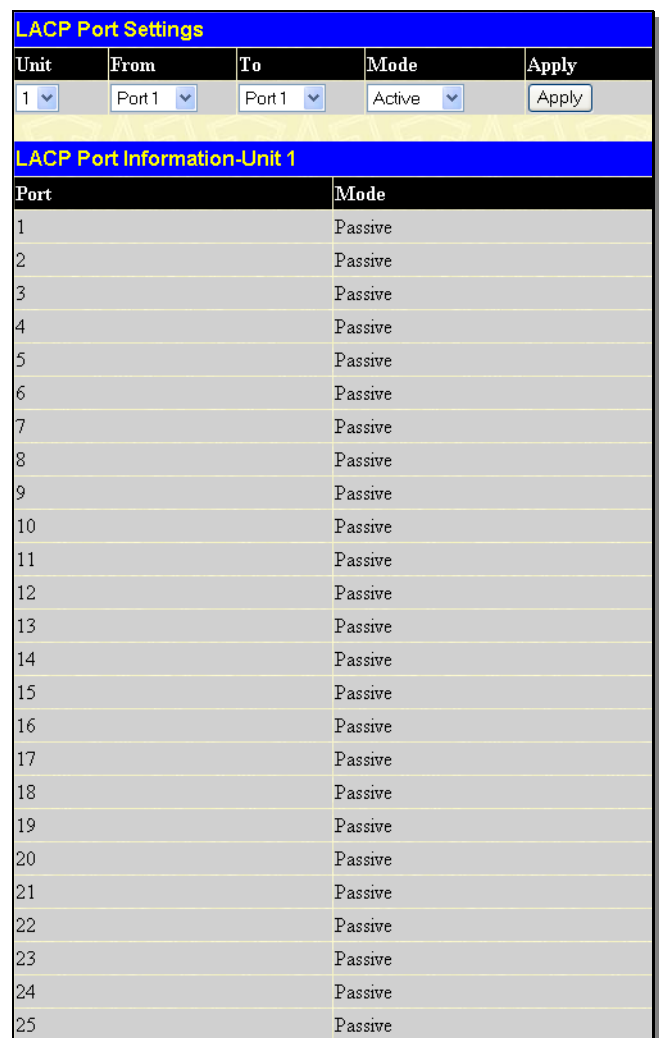 LACP Port Settings
Unit From To Mode Apply
1 Port 1 Port 1 Active Apply
LACP Port Information-Unit 1
Port Mode
1 Passive
2 Passive
3 Passive
4 Passive
5 Passive
6 Passive
7 Passive
8 Passive
9 Passive
10 Passive
11 Passive
12 Passive
13 Passive
14 Passive
15 Passive
16 Passive
17 Passive
18 Passive
19 Passive
20 Passive
21 Passive
22 Passive
23 Passive
24 Passive
25 Passive